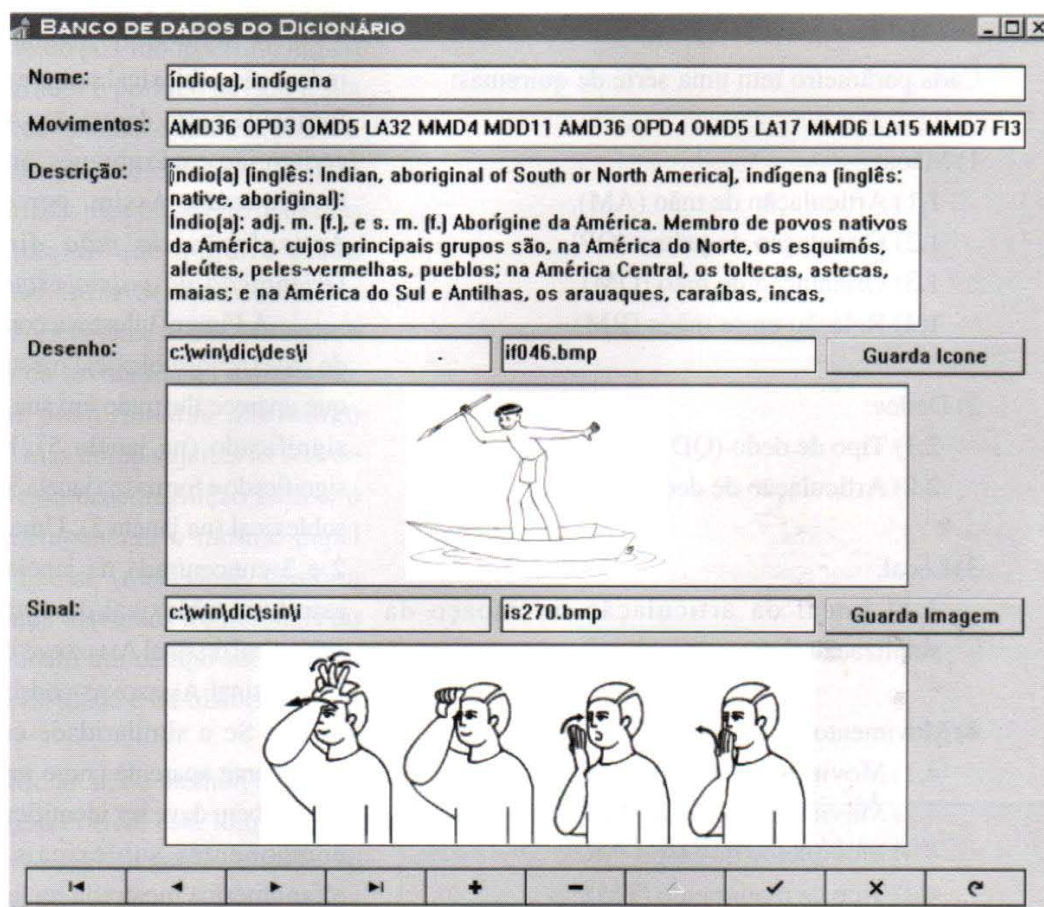 BANCO DE DADOS DO DICIONÁRIO
Nome: índio(a), indígena
Movimentos: AMD36 OPD3 OMD5 LA32 MMD4 MDD11 AMD36 OPD4 OMD5 LA17 MMD6 LA15 MMD7 FI3
Descrição: índio(a) (inglês: Indian, aboriginal of South or North America), indígena (inglês:
native, aboriginal):
Índio(a): adj. m. (f.), e s. m. (f.) Aborígine da América. Membro de povos nativos
da América, cujos principais grupos são, na América do Norte, os esquimós,
aleútes, peles-vermelhas, pueblos; na América Central, os toltecas, astecas,
maias; e na América do Sul e Antilhas, os arauaques, caraíbas, incas,
Desenho: c:\win\dic\des\i if046.bmp Guarda Icone
Sinal: c:\win\dic\sin\i is270.bmp Guarda Imagem